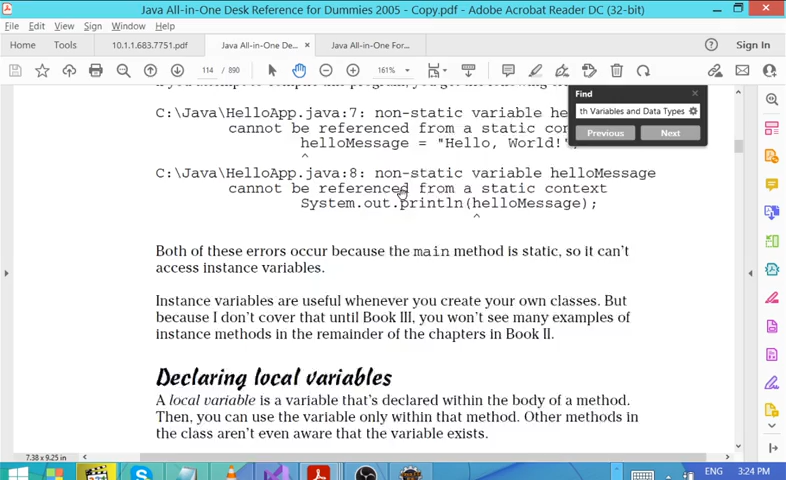 Java All-in-One Desk Reference for Dummies 2005 - Copy.pdf - Adobe Acrobat Reader DC (32-bit)
File Edit View Sign Window Help
Home Tools 10.1.1.683.7751.pdf Java All-in-One De... × Java All-in-One For... Sign In
114 / 890 161%
Find
th Variables and Data Types
Previous Next
C:\Java\HelloApp.java:7: non-static variable he
cannot be referenced from a static con
helloMessage = "Hello, World!";
^
C:\Java\HelloApp.java:8: non-static variable helloMessage
cannot be referenced from a static context
System.out.println(helloMessage);
^
Both of these errors occur because the main method is static, so it can't
access instance variables.
Instance variables are useful whenever you create your own classes. But
because I don't cover that until Book III, you won't see many examples of
instance methods in the remainder of the chapters in Book II.
Declaring local variables
A local variable is a variable that's declared within the body of a method.
Then, you can use the variable only within that method. Other methods in
the class aren't even aware that the variable exists.
7.38 x 9.25 in
ENG 3:24 PM